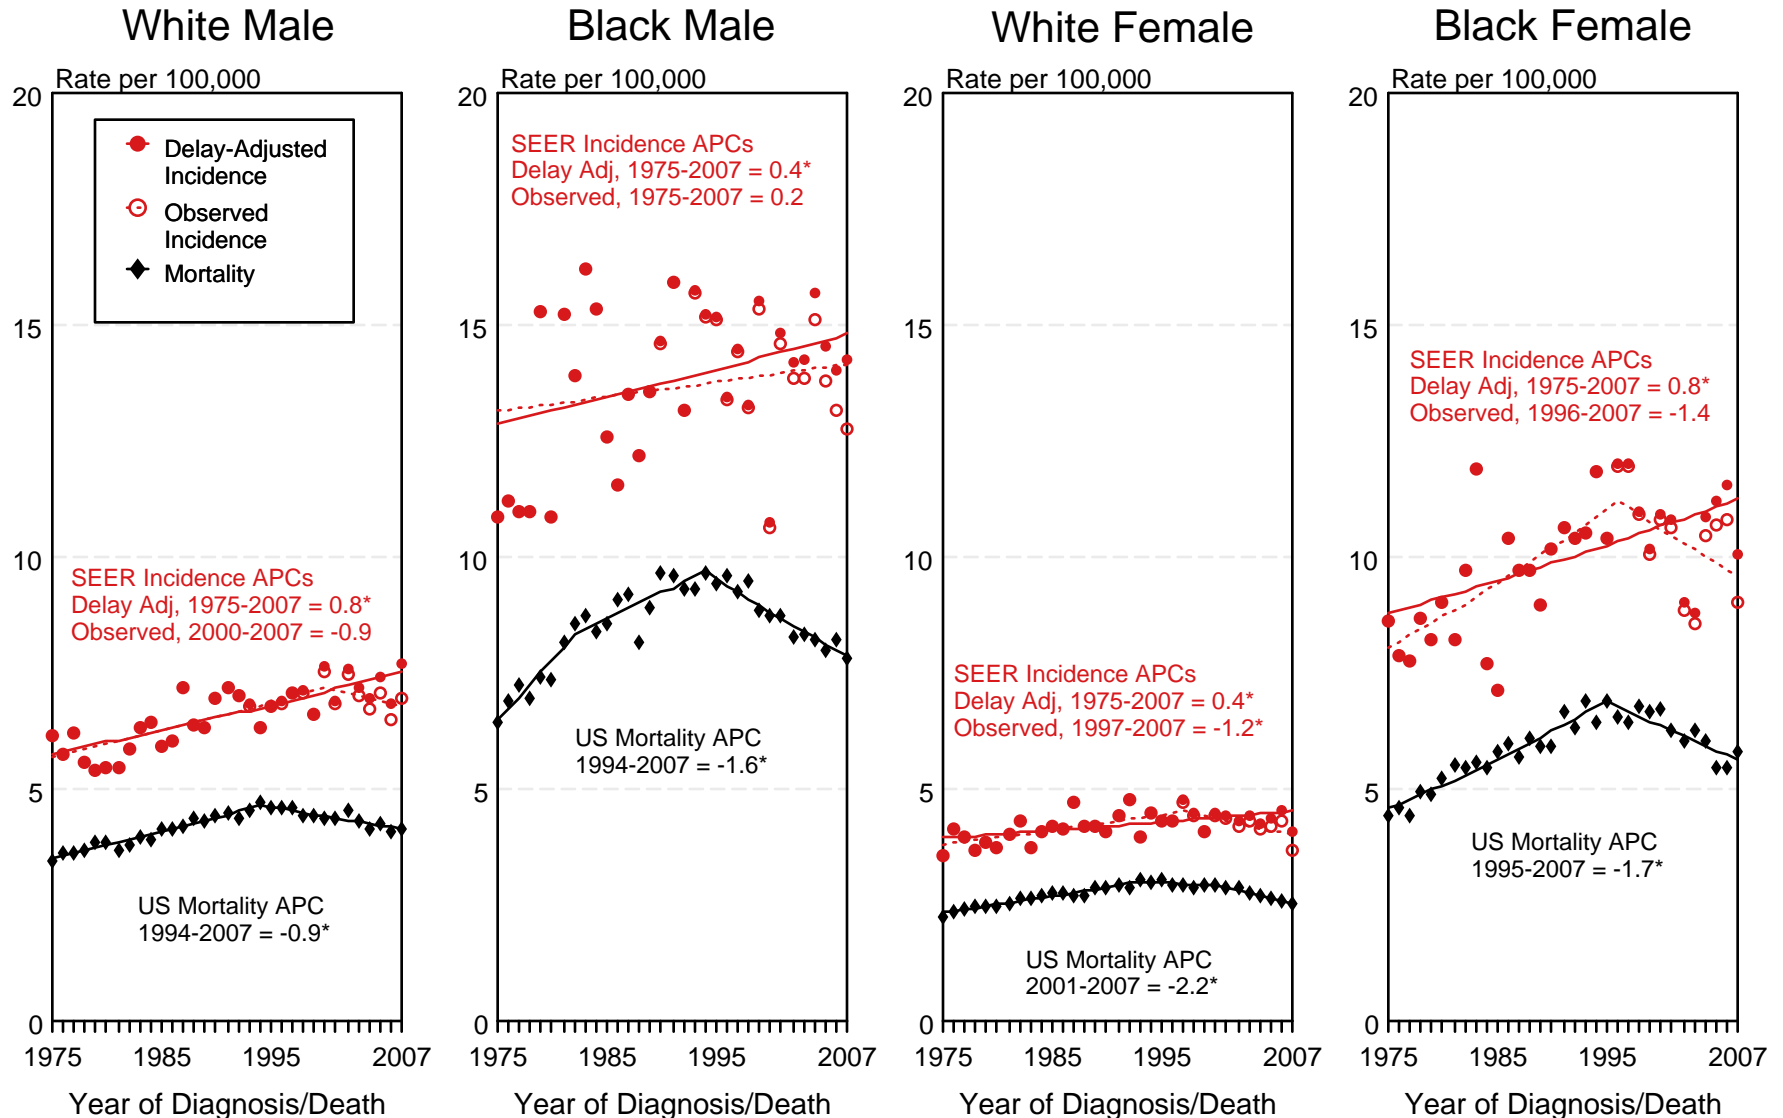 White Male
Rate per 100,000
20
15
10
5
0
Delay-Adjusted
Incidence
Observed
Incidence
Mortality
SEER Incidence APCs
Delay Adj, 1975-2007 = 0.8*
Observed, 2000-2007 = -0.9
US Mortality APC
1994-2007 = -0.9*
1975
1985
1995
2007
Year of Diagnosis/Death
Black Male
Rate per 100,000
20
15
10
5
0
SEER Incidence APCs
Delay Adj, 1975-2007 = 0.4*
Observed, 1975-2007 = 0.2
US Mortality APC
1994-2007 = -1.6*
1975
1985
1995
2007
Year of Diagnosis/Death
White Female
Rate per 100,000
20
15
10
5
0
SEER Incidence APCs
Delay Adj, 1975-2007 = 0.4*
Observed, 1997-2007 = -1.2*
US Mortality APC
2001-2007 = -2.2*
1975
1985
1995
2007
Year of Diagnosis/Death
Black Female
Rate per 100,000
20
15
10
5
0
SEER Incidence APCs
Delay Adj, 1975-2007 = 0.8*
Observed, 1996-2007 = -1.4
US Mortality APC
1995-2007 = -1.7*
1975
1985
1995
2007
Year of Diagnosis/Death